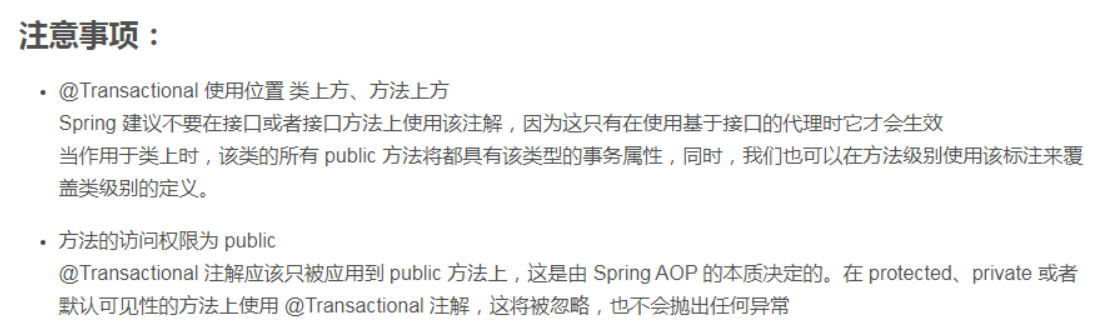 注意事项：
• @Transactional 使用位置 类上方、方法上方
Spring 建议不要在接口或者接口方法上使用该注解，因为这只有在使用基于接口的代理时它才会生效
当作用于类上时，该类的所有 public 方法将都具有该类型的事务属性，同时，我们也可以在方法级别使用该标注来覆
盖类级别的定义。
• 方法的访问权限为 public
@Transactional 注解应该只被应用到 public 方法上，这是由 Spring AOP 的本质决定的。在 protected、private 或者
默认可见性的方法上使用 @Transactional 注解，这将被忽略，也不会抛出任何异常